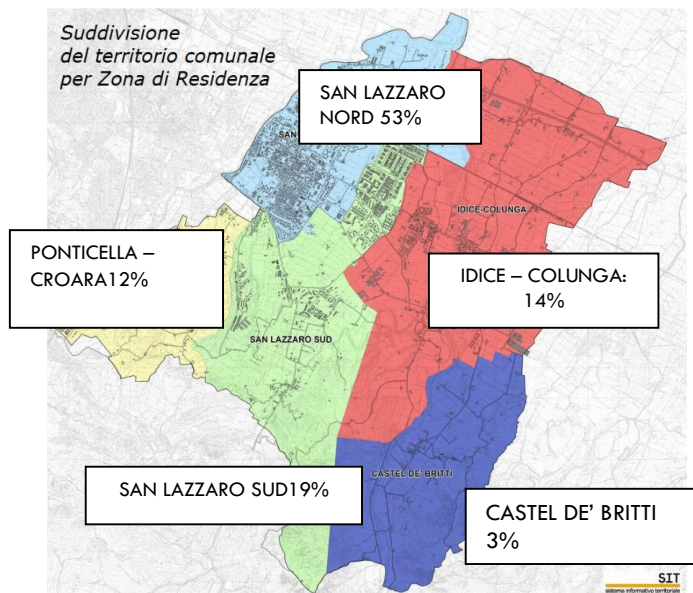 Suddivisione
del territorio comunale
per Zona di Residenza
SAN LAZZARO
NORD 53%
SAN
IDICE-COLUNGA
PONTICELLA –
CROARA12%
IDICE – COLUNGA:
14%
SAN LAZZARO SUD
SAN LAZZARO SUD19%
CASTEL DE' BRITTI
CASTEL DE’ BRITTI
3%
SIT
sistema informativo territoriale